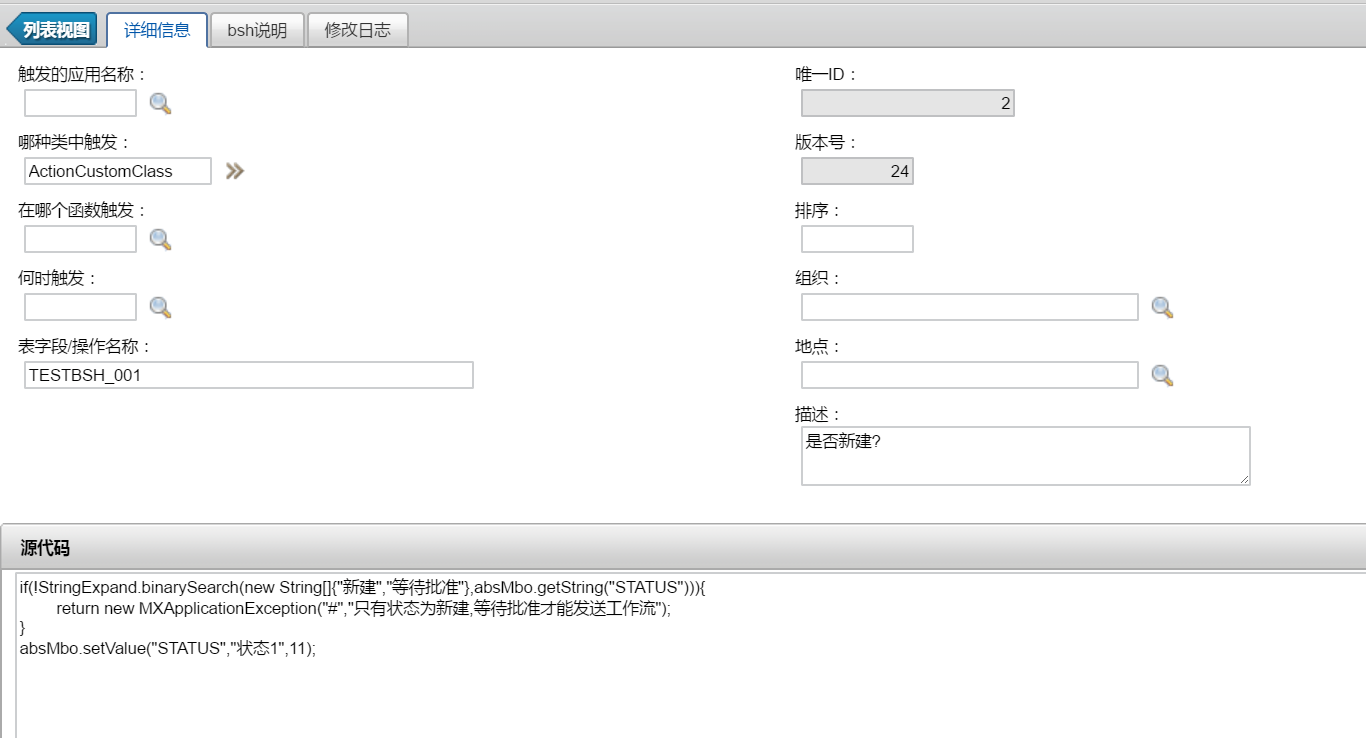 列表视图 详细信息 bsh说明 修改日志
触发的应用名称：
哪种类中触发：
ActionCustomClass
在哪个函数触发：
何时触发：
表字段/操作名称：
TESTBSH_001
唯一ID：
2
版本号：
24
排序：
组织：
地点：
描述：
是否新建?
源代码
if(!StringExpand.binarySearch(new String[]{"新建","等待批准"},absMbo.getString("STATUS"))){
return new MXApplicationException("#","只有状态为新建,等待批准才能发送工作流");
}
absMbo.setValue("STATUS","状态1",11);